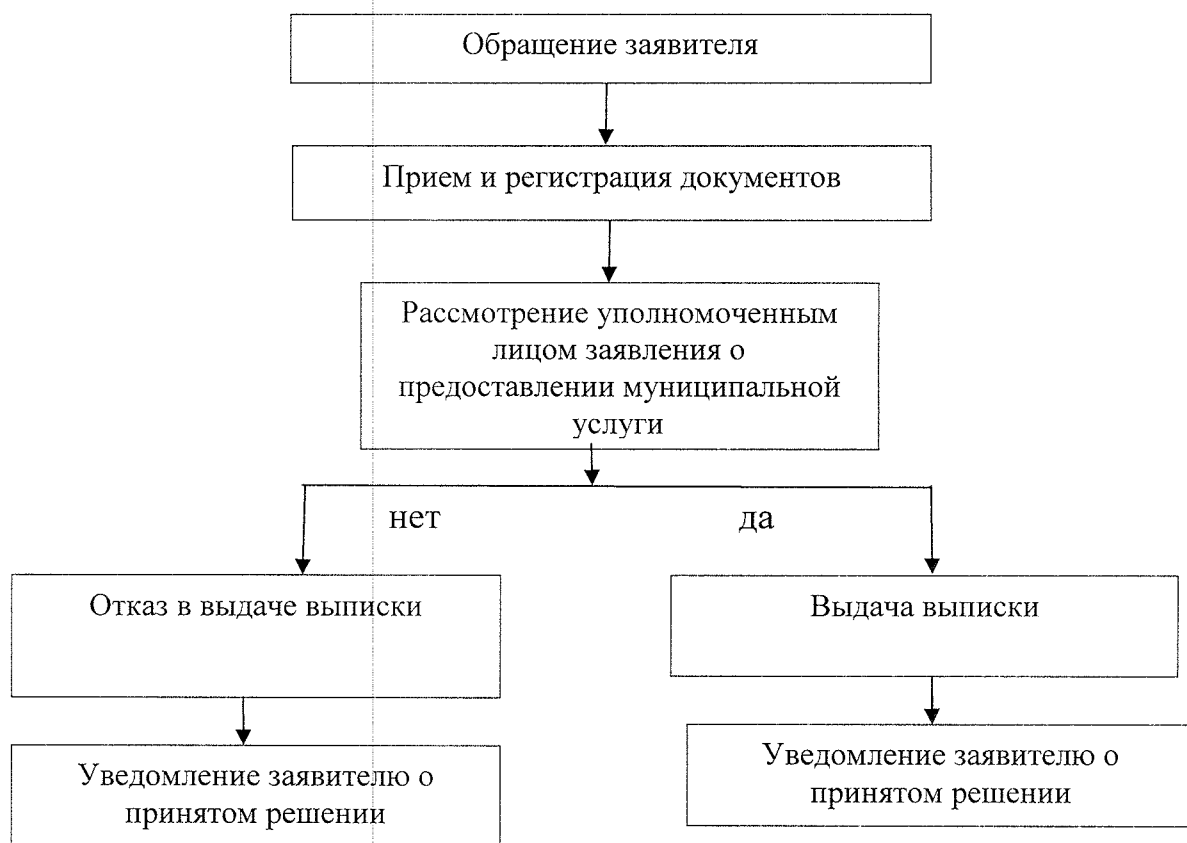 Обращение заявителя
Прием и регистрация документов
Рассмотрение уполномоченным
лицом заявления о
предоставлении муниципальной
услуги
нет
да
Отказ в выдаче выписки
Выдача выписки
Уведомление заявителю о
принятом решении
Уведомление заявителю о
принятом решении